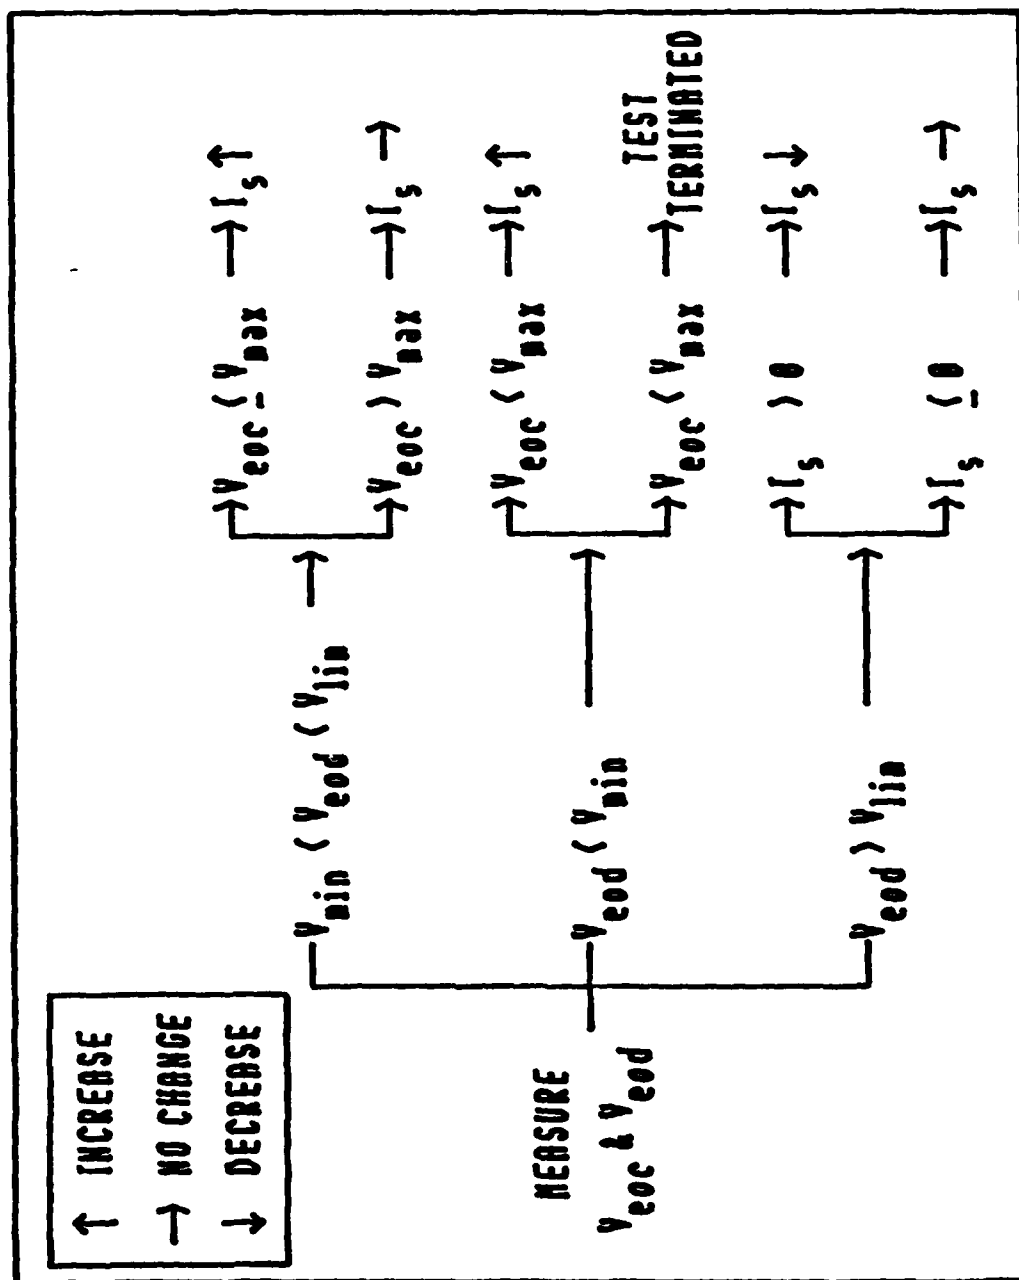 ↑ INCREASE
→ NO CHANGE
↓ DECREASE
MEASURE
Veoc & Veod
Vmin < Veod < Vlim
Veoc ≤ Vmax → Is ↑
Veoc > Vmax → Is →
Veod < Vmin
Veoc < Vmax → Is ↑
Veoc < Vmax → TEST
TERMINATED
Veod > Vlim
Is > 0 → Is ↓
Is ≤ 0 → Is →